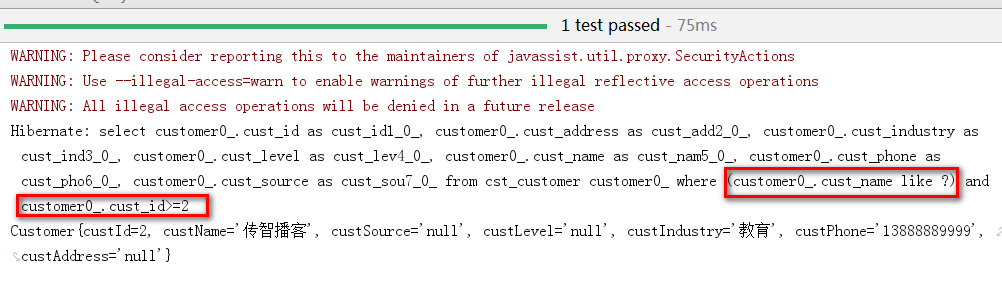 1 test passed - 75ms
WARNING: Please consider reporting this to the maintainers of javassist.util.proxy.SecurityActions
WARNING: Use --illegal-access=warn to enable warnings of further illegal reflective access operations
WARNING: All illegal access operations will be denied in a future release
Hibernate: select customer0_.cust_id as cust_id1_0_, customer0_.cust_address as cust_add2_0_, customer0_.cust_industry as
cust_ind3_0_, customer0_.cust_level as cust_lev4_0_, customer0_.cust_name as cust_nam5_0_, customer0_.cust_phone as
cust_pho6_0_, customer0_.cust_source as cust_sou7_0_ from cst_customer customer0_ where (customer0_.cust_name like ?) and
customer0_.cust_id>=2
Customer{custId=2, custName='传智播客', custSource='null', custLevel='null', custIndustry='教育', custPhone='13888889999',
custAddress='null'}